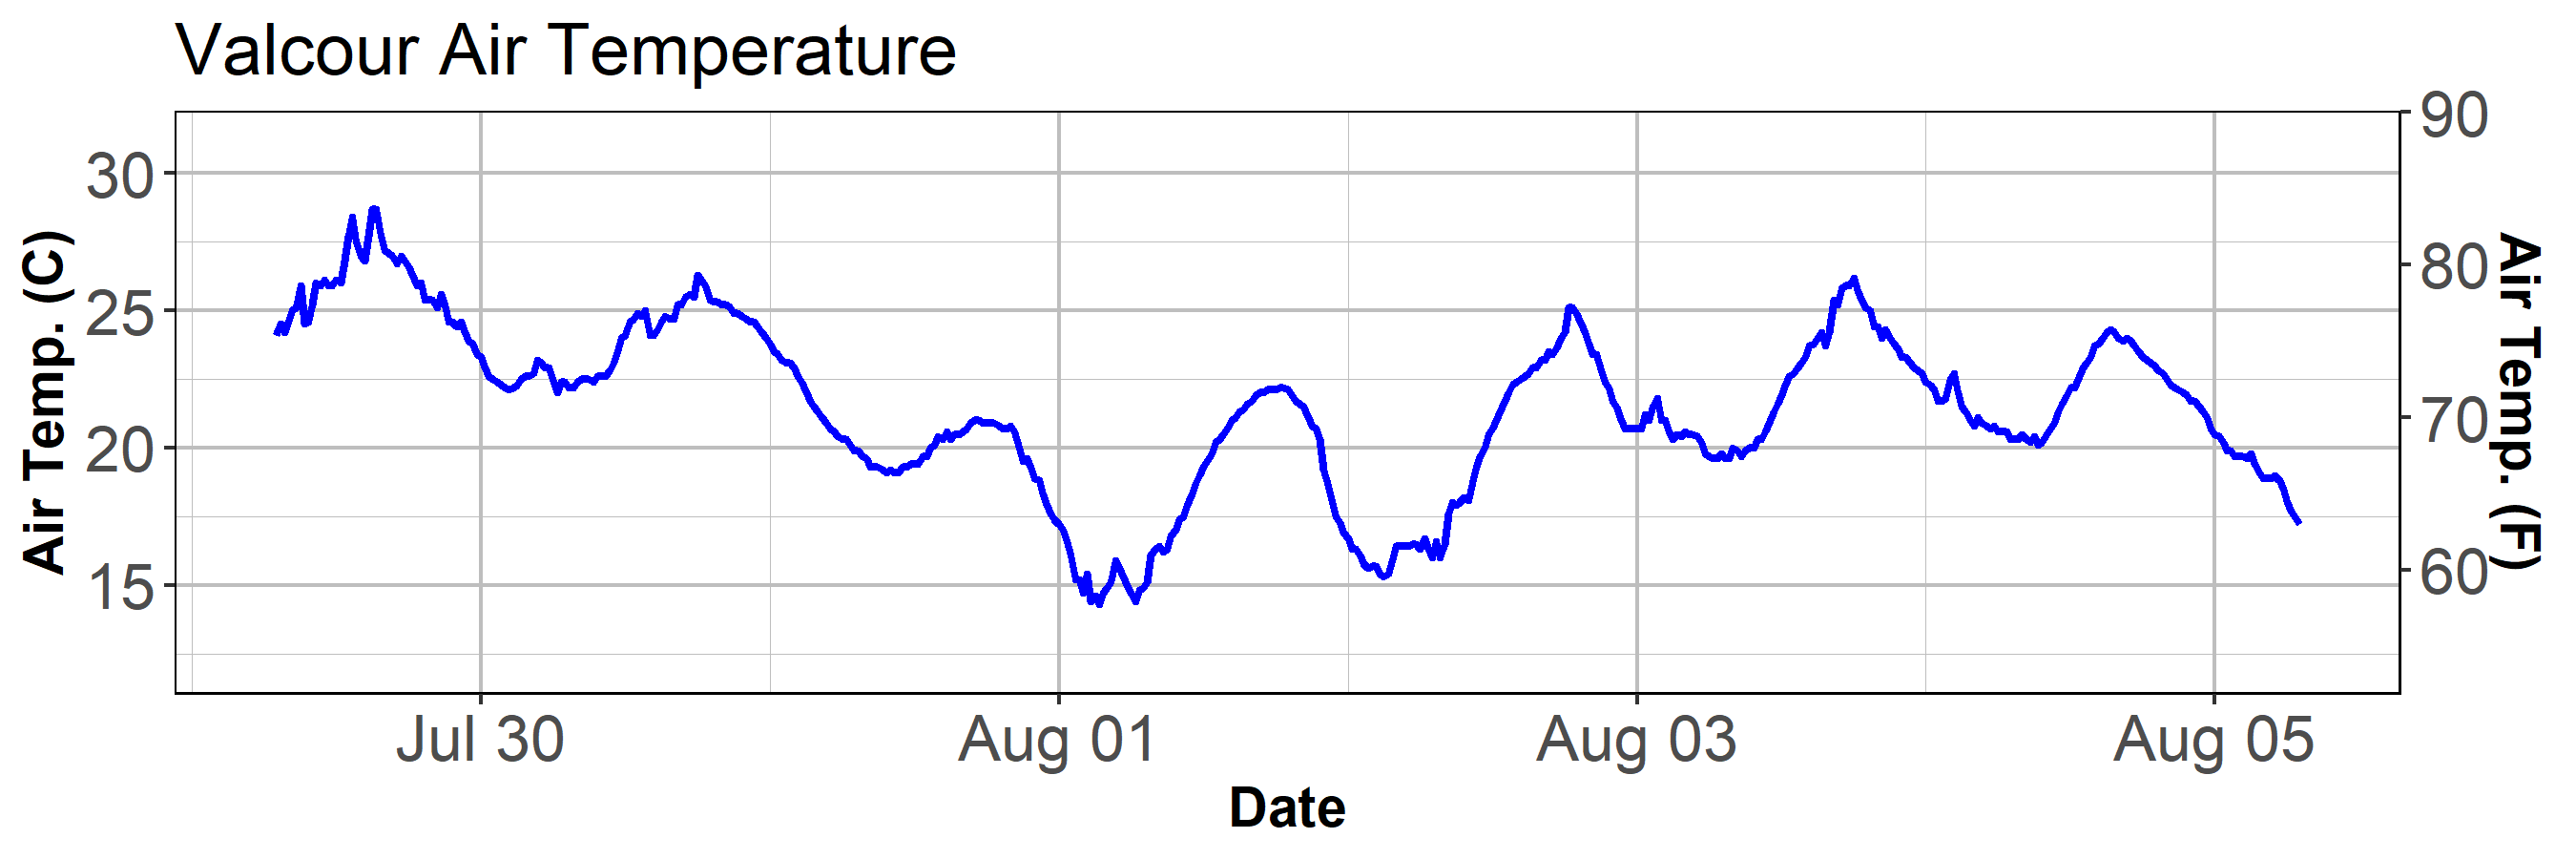 Valcour Air Temperature
Air Temp. (C)
30
25
20
15
90
80
70
60
Air Temp. (F)
Jul 30
Aug 01
Aug 03
Aug 05
Date